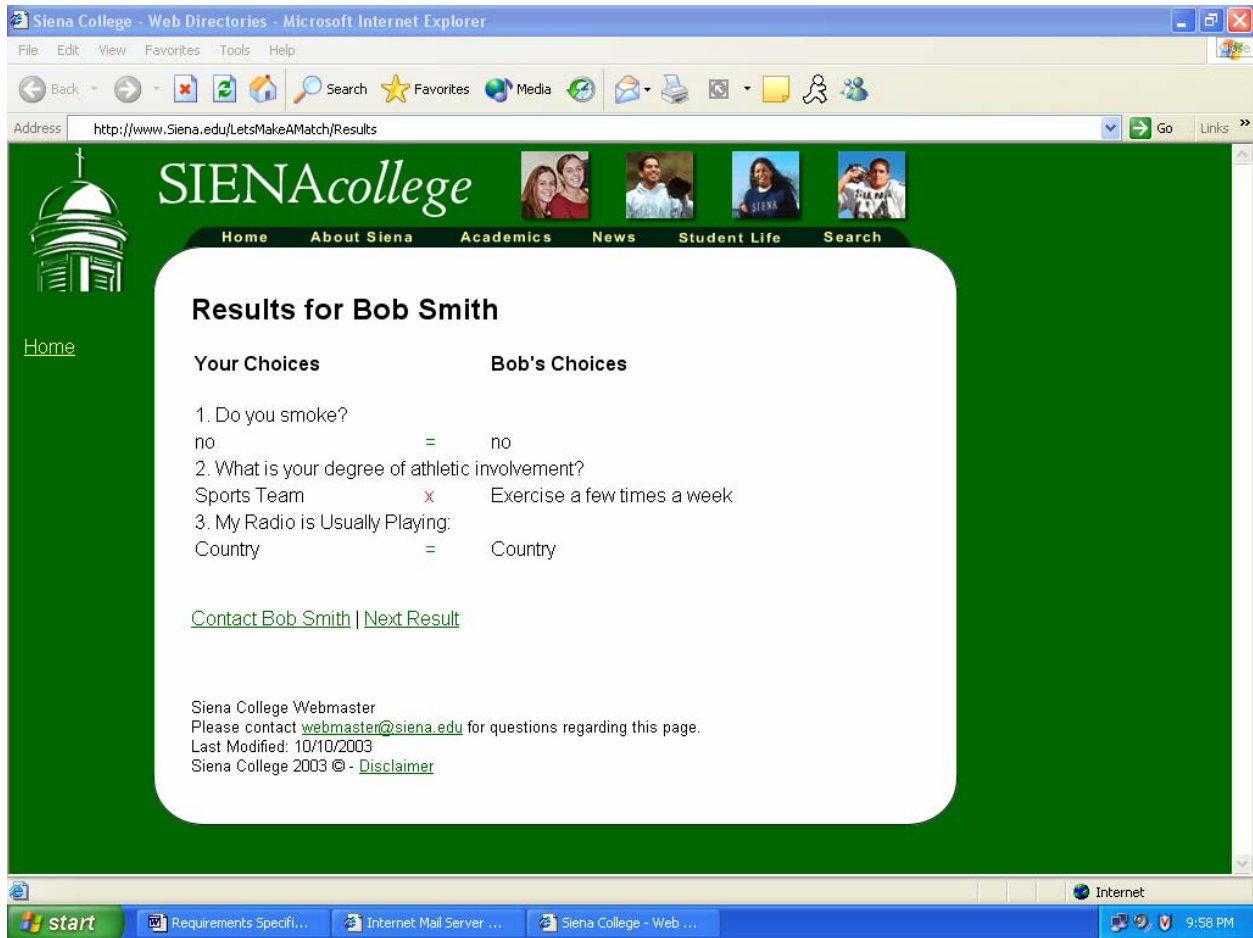 Siena College - Web Directories - Microsoft Internet Explorer
File Edit View Favorites Tools Help
Back Search Favorites Media
Address http://www.Siena.edu/LetsMakeAMatch/Results Go Links »
SIENAcollege
SIENA
Home About Siena Academics News Student Life Search
Home
Results for Bob Smith
Your Choices Bob's Choices
1. Do you smoke?
no = no
2. What is your degree of athletic involvement?
Sports Team x Exercise a few times a week
3. My Radio is Usually Playing:
Country = Country
Contact Bob Smith | Next Result
Siena College Webmaster
Please contact webmaster@siena.edu for questions regarding this page.
Last Modified: 10/10/2003
Siena College 2003 © - Disclaimer
Internet
start Requirements Specifi... Internet Mail Server ... Siena College - Web ... 9:58 PM